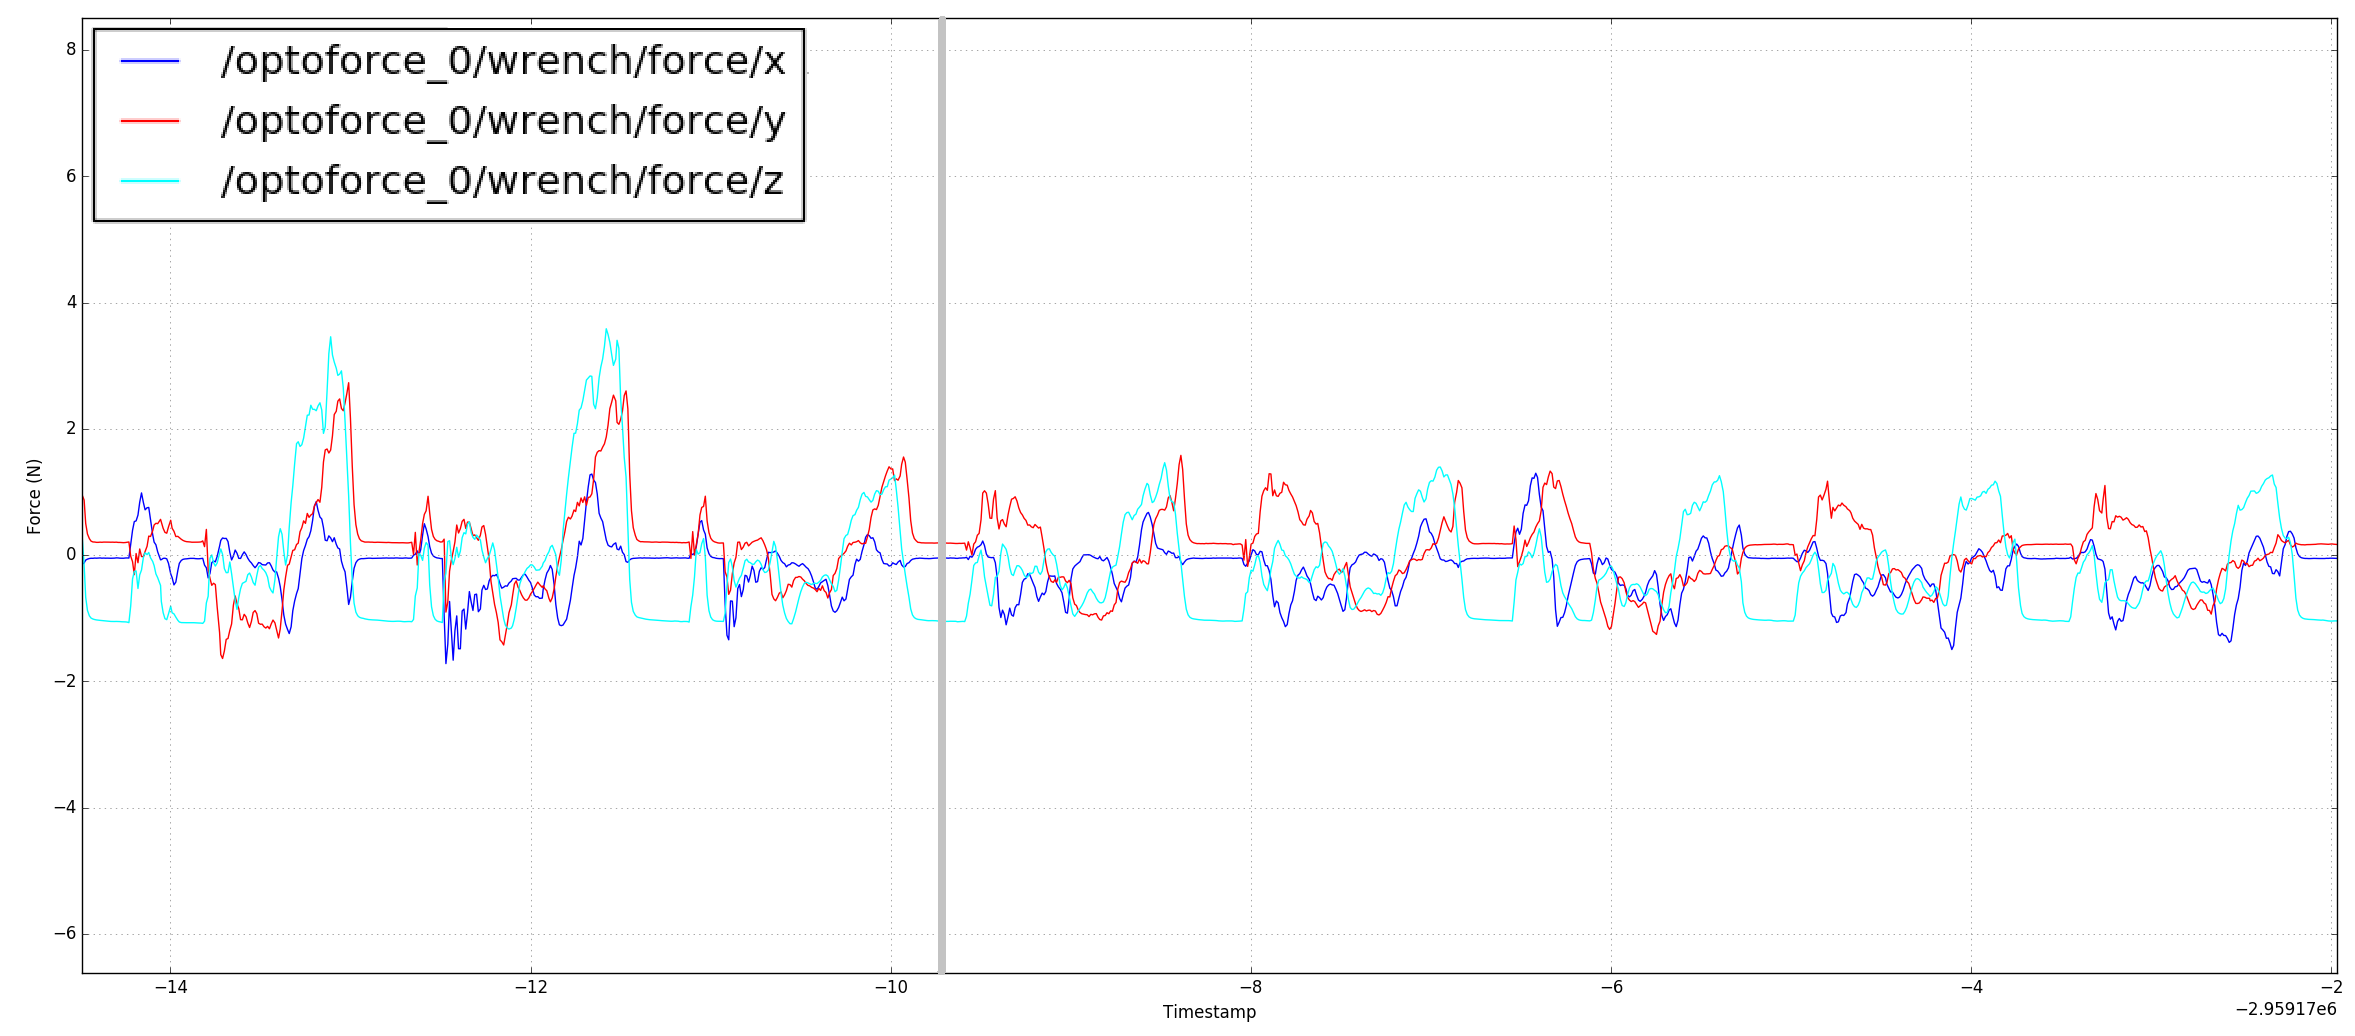 /optoforce_0/wrench/force/x
/optoforce_0/wrench/force/y
/optoforce_0/wrench/force/z
8
6
4
2
0
−2
−4
−6
Force (N)
−14 −12 −10 −8 −6 −4 −2
Timestamp
−2.95917e6